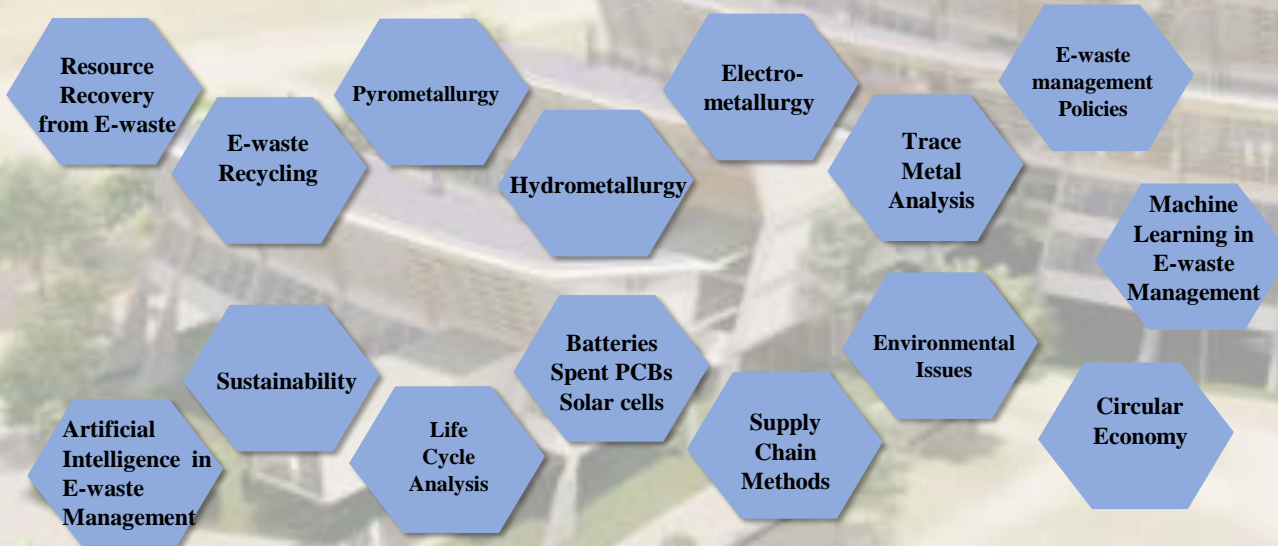 Resource
Recovery
from E-waste
E-waste
Recycling
Pyrometallurgy
Hydrometallurgy
Electro-
metallurgy
Trace
Metal
Analysis
E-waste
management
Policies
Machine
Learning in
E-waste
Management
Artificial
Intelligence in
E-waste
Management
Sustainability
Life
Cycle
Analysis
Batteries
Spent PCBs
Solar cells
Supply
Chain
Methods
Environmental
Issues
Circular
Economy